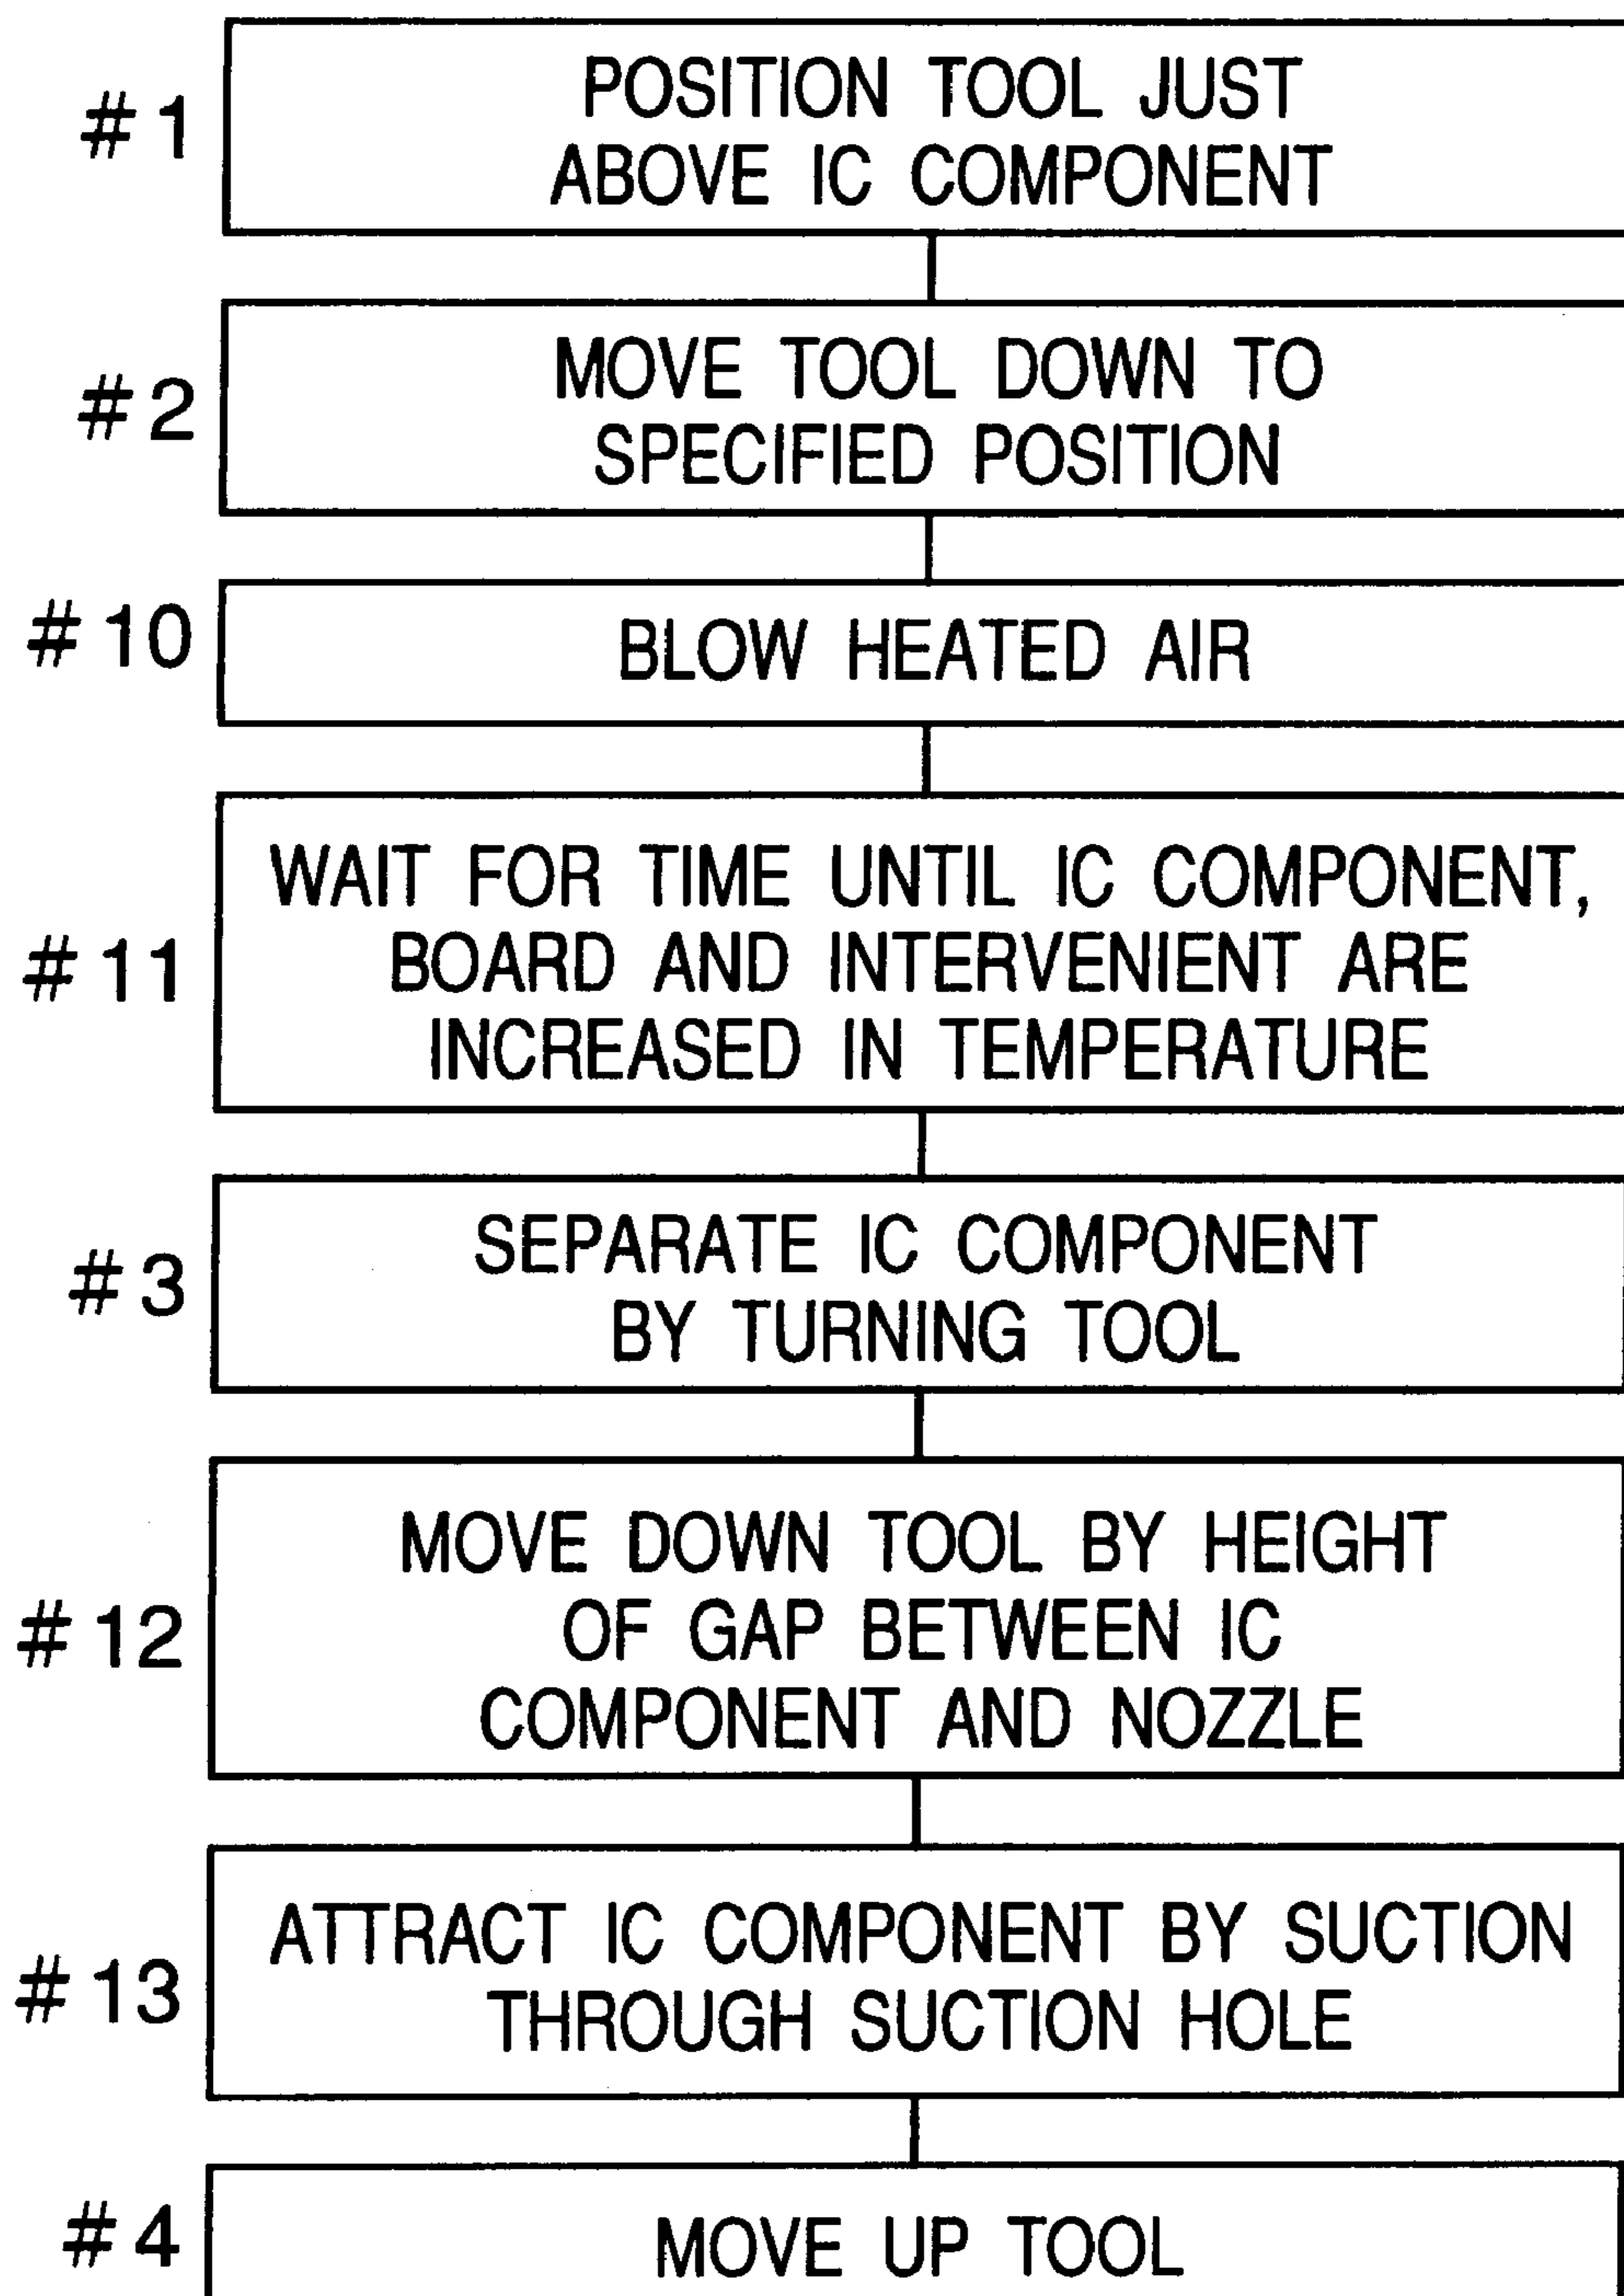 #1
POSITION TOOL JUST
ABOVE IC COMPONENT
#2
MOVE TOOL DOWN TO
SPECIFIED POSITION
#10
BLOW HEATED AIR
#11
WAIT FOR TIME UNTIL IC COMPONENT,
BOARD AND INTERVENIENT ARE
INCREASED IN TEMPERATURE
#3
SEPARATE IC COMPONENT
BY TURNING TOOL
#12
MOVE DOWN TOOL BY HEIGHT
OF GAP BETWEEN IC
COMPONENT AND NOZZLE
#13
ATTRACT IC COMPONENT BY SUCTION
THROUGH SUCTION HOLE
#4
MOVE UP TOOL